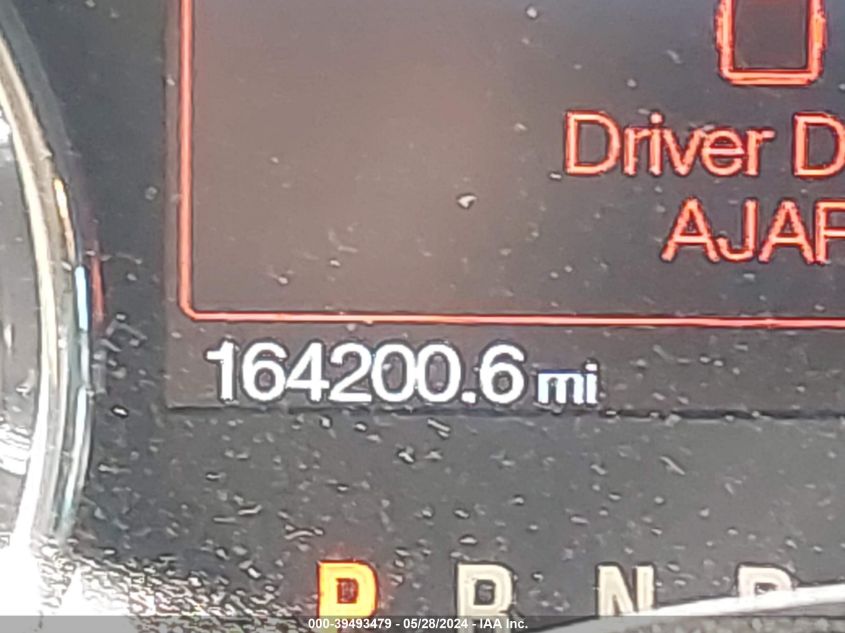 Driver D
AJAR
164200.6 mi
P R N D
000-39493479 - 05/28/2024 - IAA Inc.